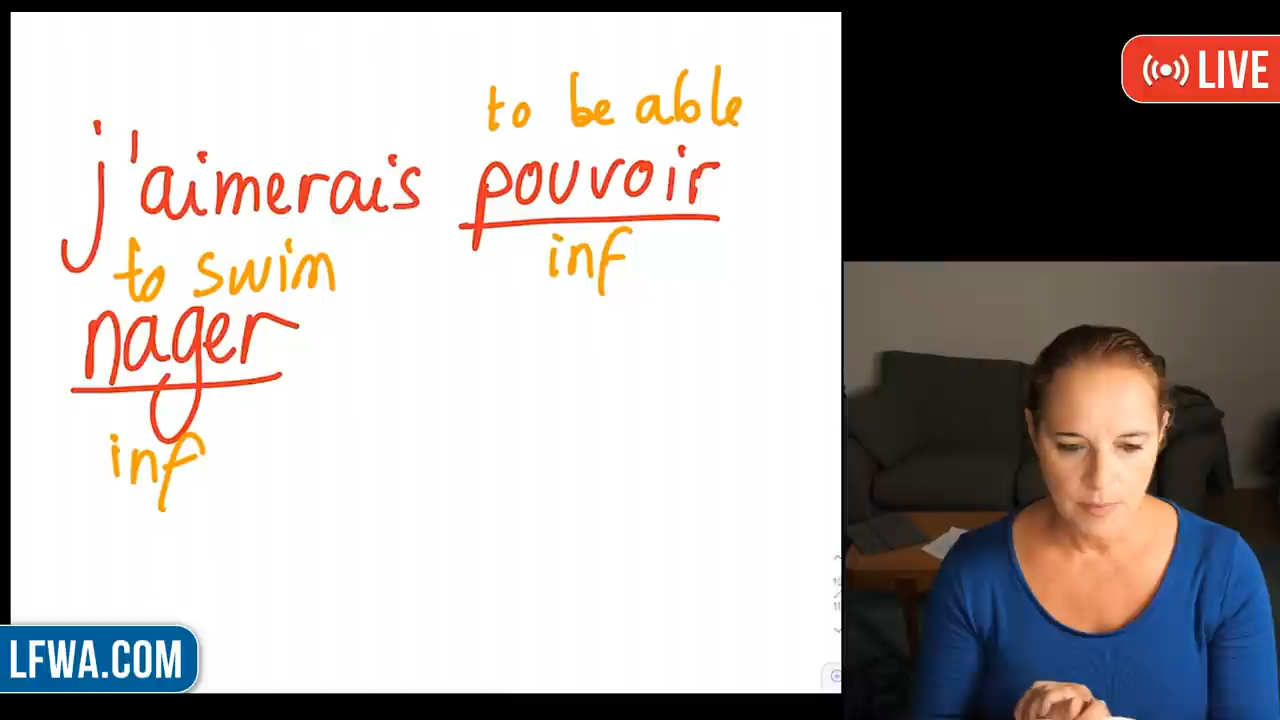 LIVE
to be able
j'aimerais pouvoir
to swim
inf
nager
inf
LFWA.COM